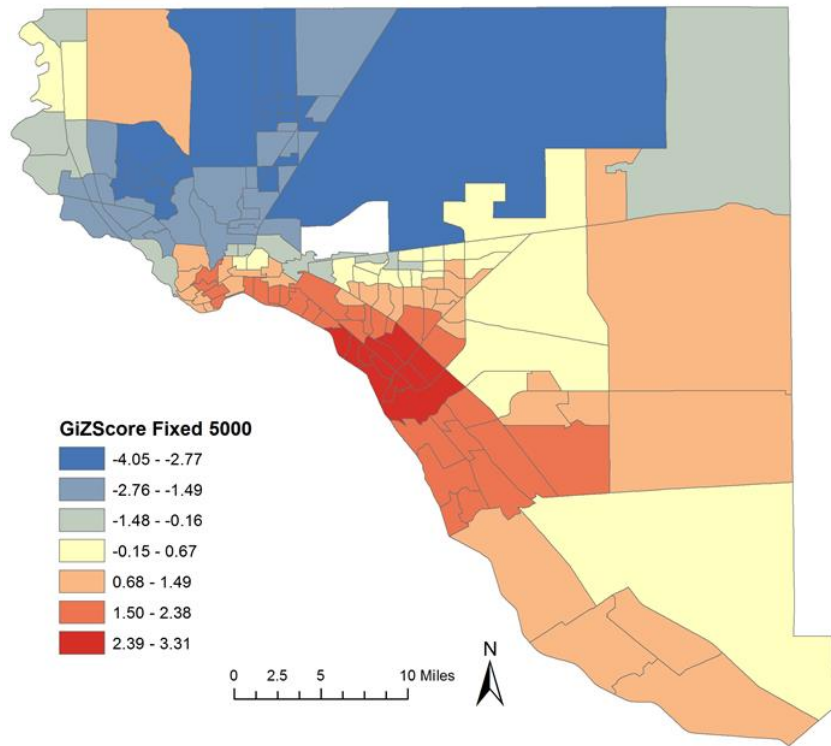 GiZScore Fixed 5000
-4.05 - -2.77
-2.76 - -1.49
-1.48 - -0.16
-0.15 - 0.67
0.68 - 1.49
1.50 - 2.38
2.39 - 3.31
N
0 2.5 5 10 Miles